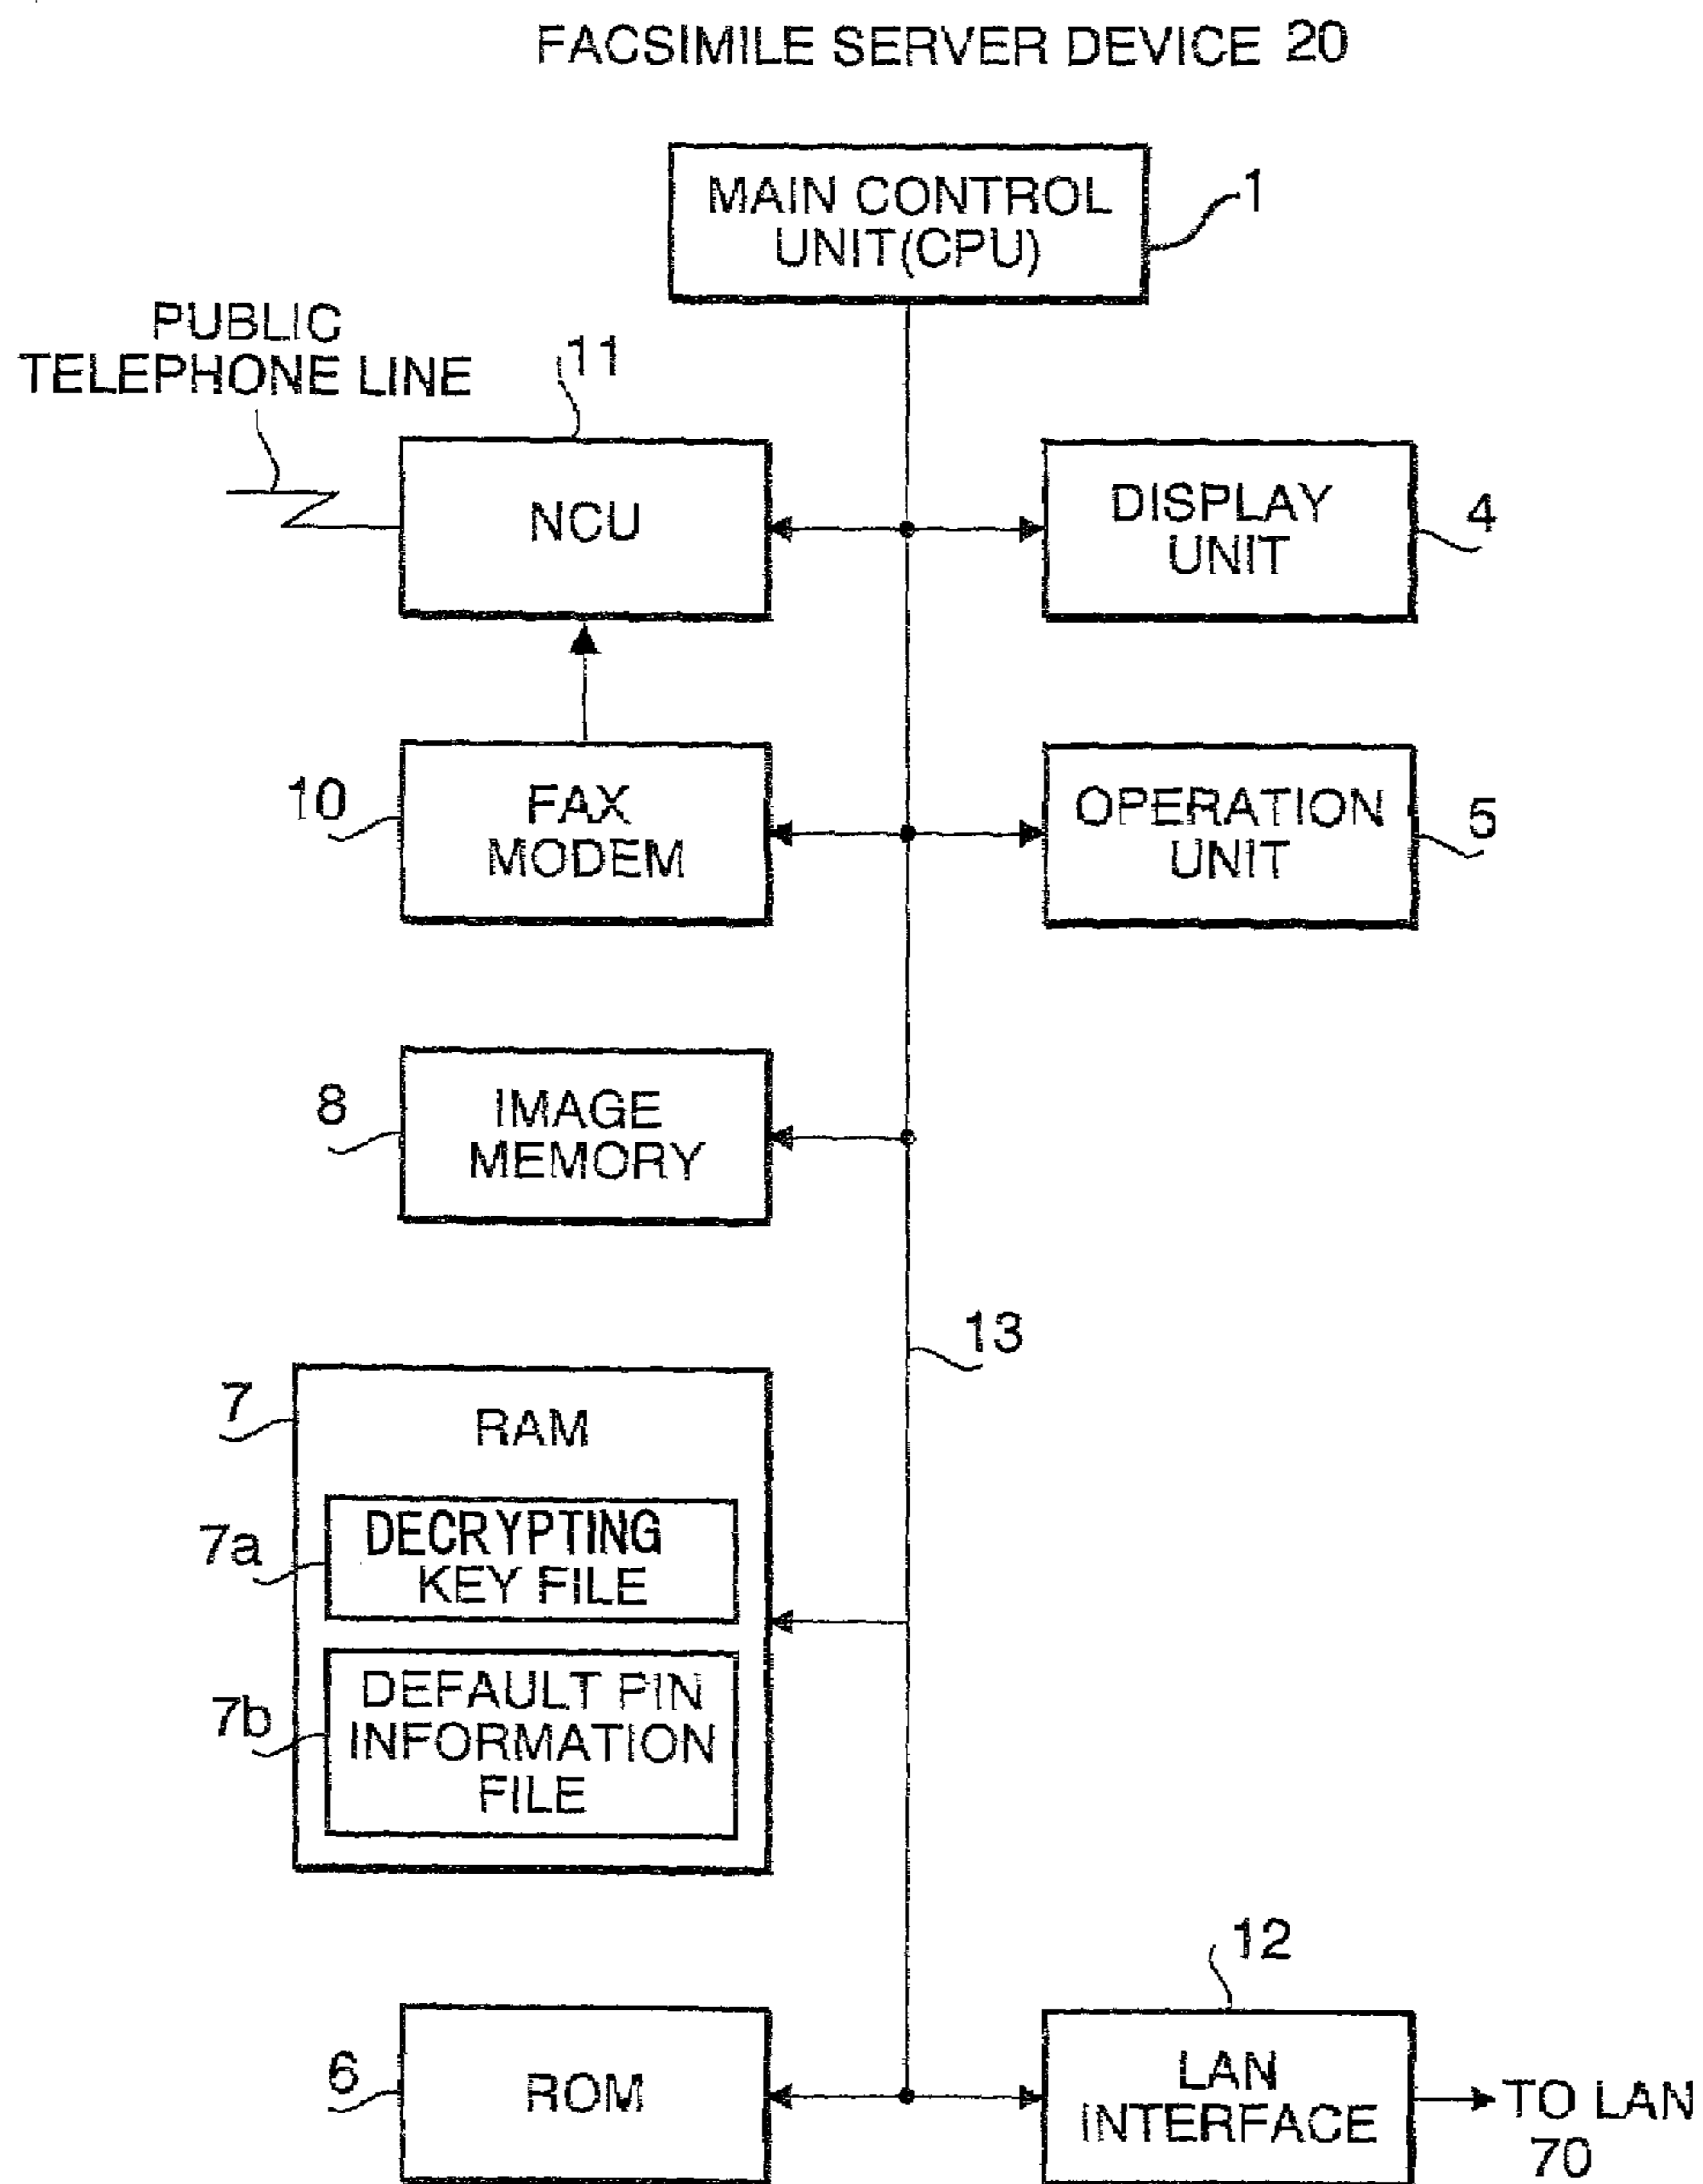 FACSIMILE SERVER DEVICE 20
MAIN CONTROL
UNIT(CPU)
1
PUBLIC
TELEPHONE LINE
11
NCU
DISPLAY
UNIT
4
10
FAX
MODEM
OPERATION
UNIT
5
8
IMAGE
MEMORY
13
7
RAM
7a
DECRYPTING
KEY FILE
7b
DEFAULT PIN
INFORMATION
FILE
12
6
ROM
LAN
INTERFACE
TO LAN
70